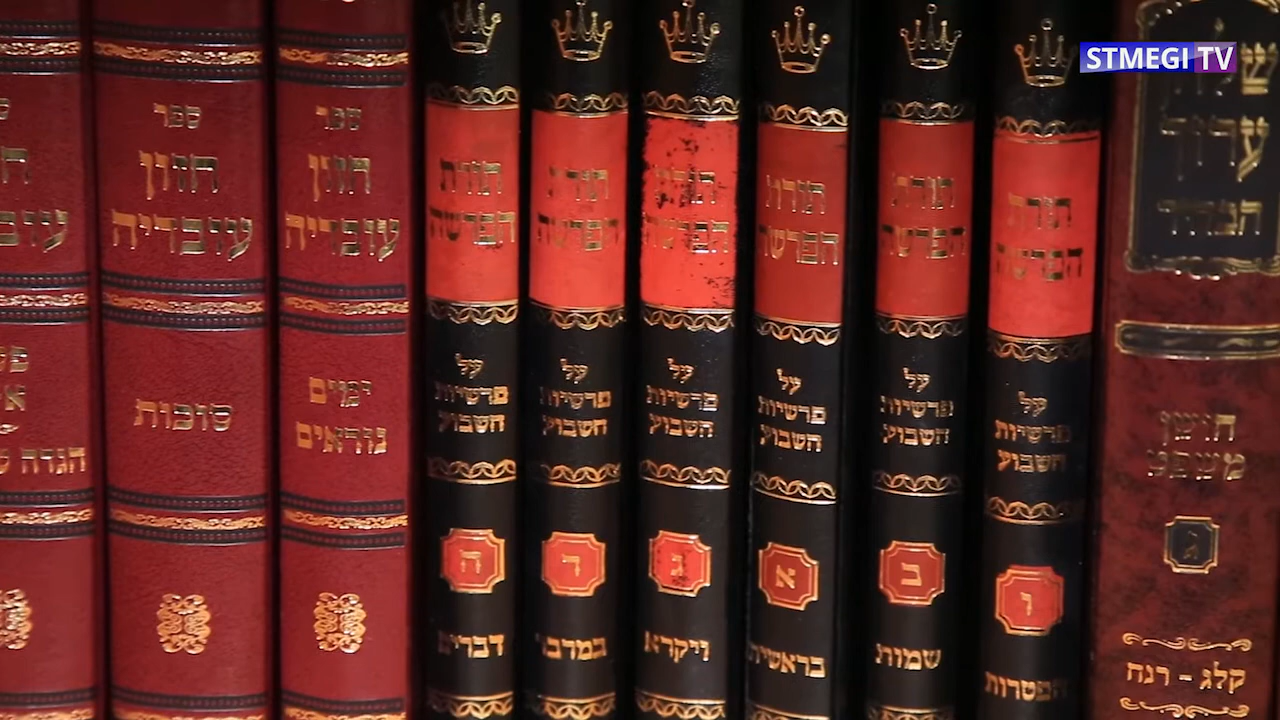 STMEGI TV
ספר
חזון
עובדיה
סוכות
ספר
חזון
עובדיה
ימים
נוראים
תורת
הפרשה
על
פרשיות
השבוע
ה
דברים
תורת
הפרשה
על
פרשיות
השבוע
ד
במדבר
תורת
הפרשה
על
פרשיות
השבוע
ג
ויקרא
תורת
הפרשה
על
פרשיות
השבוע
א
בראשית
תורת
הפרשה
על
פרשיות
השבוע
ב
שמות
תורת
הפרשה
על
פרשיות
השבוע
ו
הפטרות
ערוך
חושן
משפט
ג
קלג - רנח